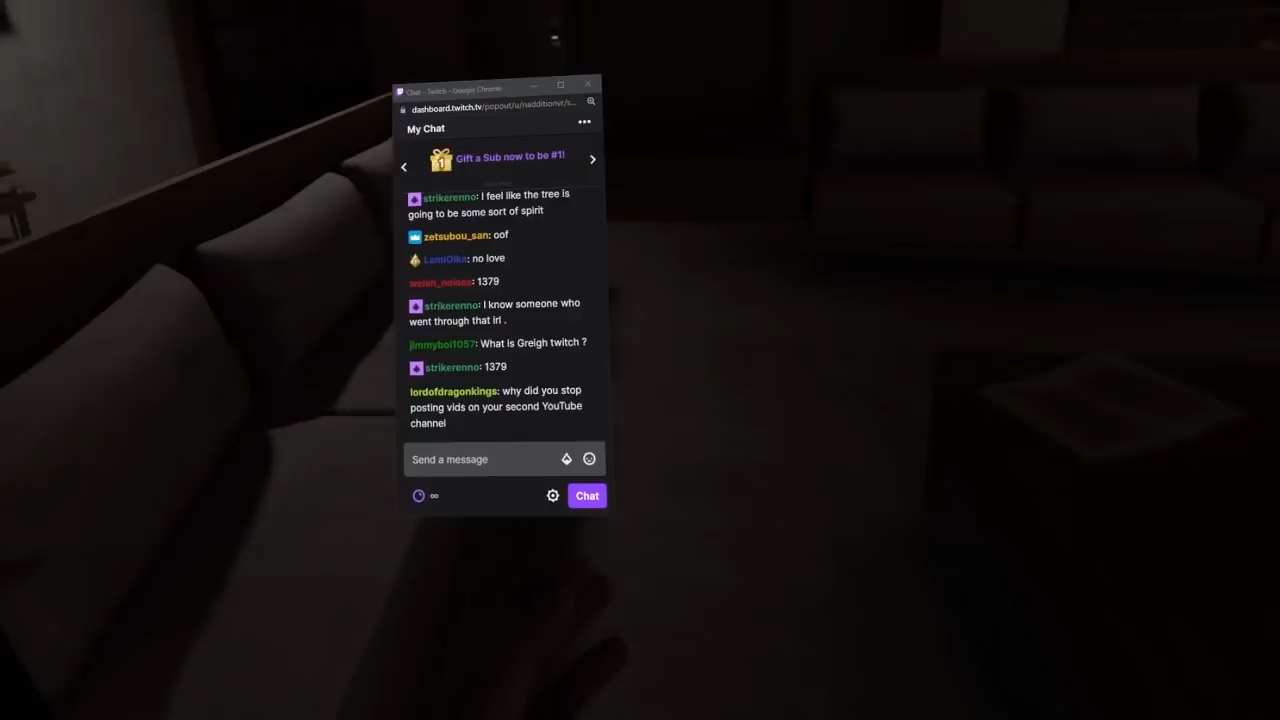 Chat - Twitch - Google Chrome
dashboard.twitch.tv/popout/u/nadditionvr/s...
My Chat
1
Gift a Sub now to be #1!
strikerenno: I feel like the tree is
going to be some sort of spirit
zetsubou_san: oof
LamiOika: no love
welsh_noises: 1379
strikerenno: I know someone who
went through that irl .
jimmyboi1057: What is Greigh twitch ?
strikerenno: 1379
lordofdragonkings: why did you stop
posting vids on your second YouTube
channel
Send a message
Chat